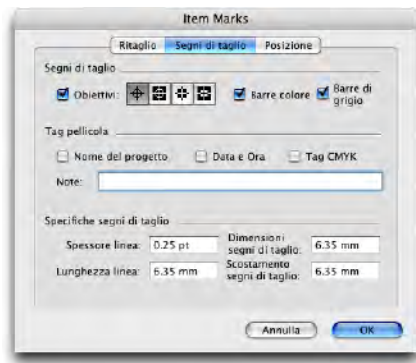 Item Marks
Ritaglio Segni di taglio Posizione
Segni di taglio
Obiettivi: Barre colore Barre di grigio
Tag pellicola
Nome del progetto Data e Ora Tag CMYK
Note:
Specifiche segni di taglio
Spessore linea: 0.25 pt Dimensioni segni di taglio: 6.35 mm
Lunghezza linea: 6.35 mm Scostamento segni di taglio: 6.35 mm
Annulla OK